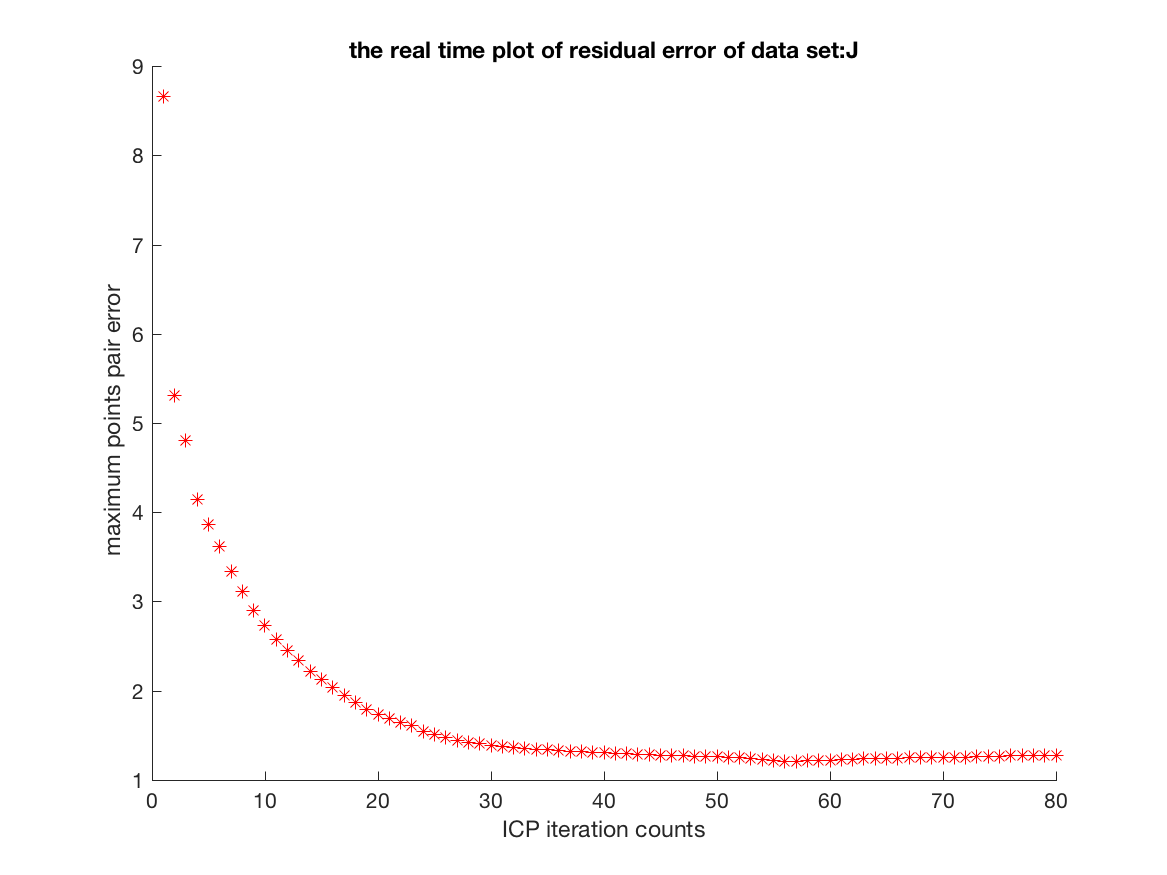 the real time plot of residual error of data set:J
9
8
7
6
5
4
3
2
1
maximum points pair error
0 10 20 30 40 50 60 70 80
ICP iteration counts